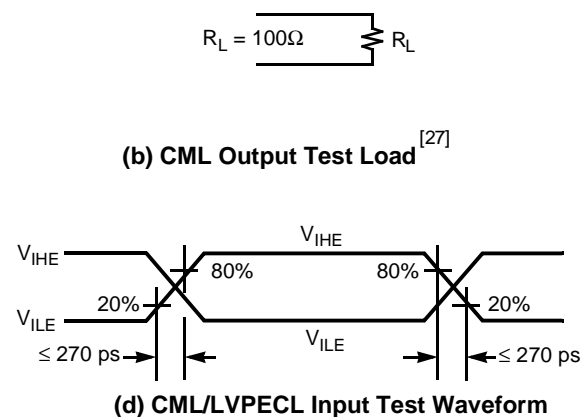 R_L = 100Ω R_L
(b) CML Output Test Load [27]
V_IHE V_IHE
80% 80%
20% 20%
V_ILE V_ILE
≤ 270 ps ≤ 270 ps
(d) CML/LVPECL Input Test Waveform